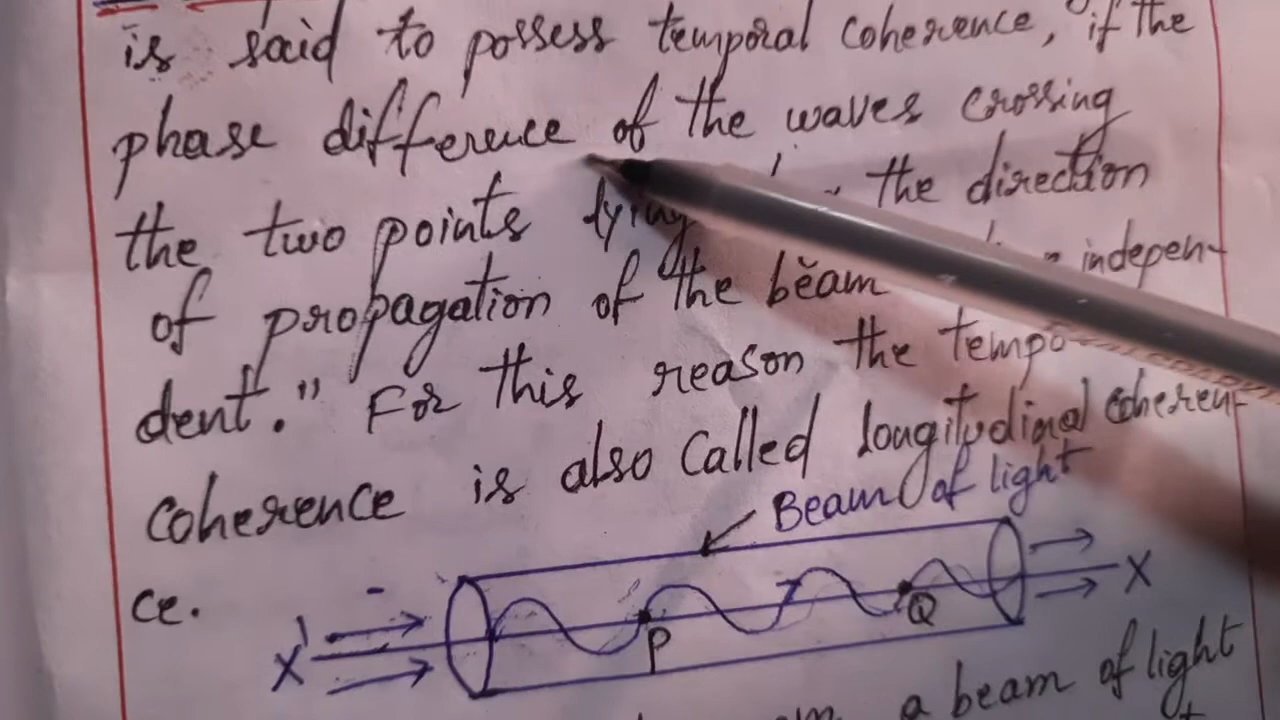 is said to possess temporal coherence, if the
phase difference of the waves crossing
the two points lying the direction
of propagation of the beam indepen-
dent." For this reason the tempo
coherence is also called longitudinal coheren-
ce.
Beam of light
X'
P
Q
X
a beam of light